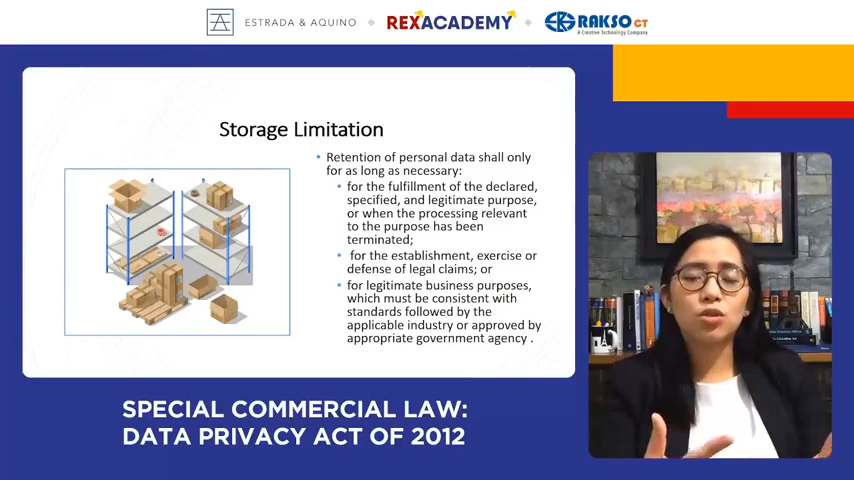 ESTRADA & AQUINO
REXACADEMY
RAKSO CT
A Creative Technology Company
Storage Limitation
• Retention of personal data shall only
for as long as necessary:
• for the fulfillment of the declared,
specified, and legitimate purpose,
or when the processing relevant
to the purpose has been
terminated;
• for the establishment, exercise or
defense of legal claims; or
• for legitimate business purposes,
which must be consistent with
standards followed by the
applicable industry or approved by
appropriate government agency .
SPECIAL COMMERCIAL LAW:
DATA PRIVACY ACT OF 2012